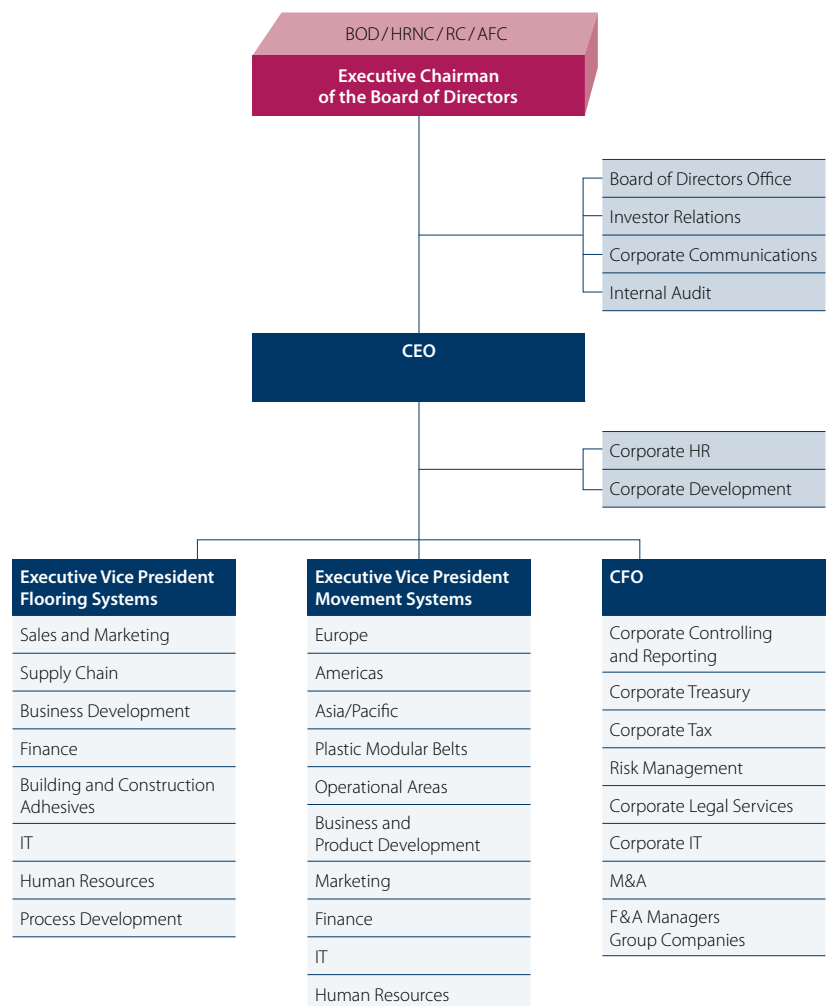 BOD/HRNC/RC/AFC
Executive Chairman
of the Board of Directors
Board of Directors Office
Investor Relations
Corporate Communications
Internal Audit
CEO
Corporate HR
Corporate Development
Executive Vice President
Flooring Systems
Sales and Marketing
Supply Chain
Business Development
Finance
Building and Construction
Adhesives
IT
Human Resources
Process Development
Executive Vice President
Movement Systems
Europe
Americas
Asia/Pacific
Plastic Modular Belts
Operational Areas
Business and
Product Development
Marketing
Finance
IT
Human Resources
CFO
Corporate Controlling
and Reporting
Corporate Treasury
Corporate Tax
Risk Management
Corporate Legal Services
Corporate IT
M&A
F&A Managers
Group Companies